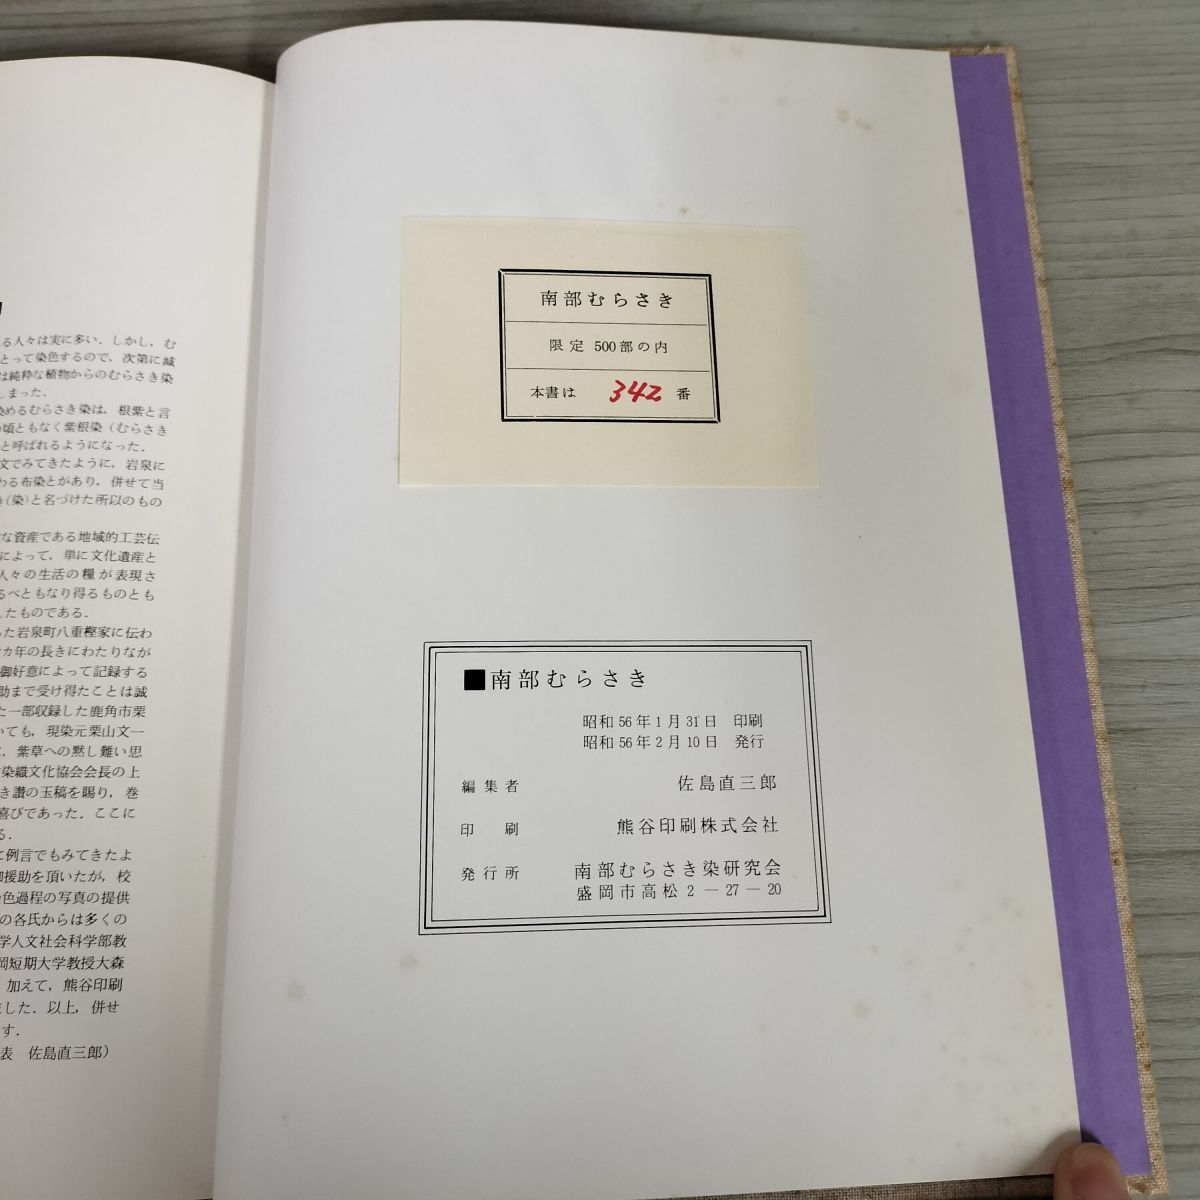 る人々は実に多い．しかし，む
とって染色するので，次第に減
は純粋な植物からのむらさき染
しまった．
染めるむらさき染は，根紫と言
の頃ともなく紫根染（むらさき
と呼ばれるようになった．
文でみてきたように，岩泉に
わる布染とがあり，併せて当
き(染)と名づけた所以のもの
な資産である地域的工芸伝
によって，単に文化遺産と
人々の生活の糧が表現さ
るべともなり得るものとも
したものである．
った岩泉町八重樫家に伝わ
カ年の長きにわたりなが
御好意によって記録する
助まで受け得たことは誠
た一部収録した鹿角市栗
いても，現染元栗山文一
，紫草への黙し難い思
染織文化協会会長の上
き讃の玉稿を賜り，巻
喜びであった．ここに
る．
に例言でもみてきたよ
御援助を頂いたが，校
色過程の写真の提供
の各氏からは多くの
学人文社会科学部教
岡短期大学教授大森
加えて，熊谷印刷
ました．以上，併せ
す．
表　佐島直三郎）
南部むらさき
限定 500部の内
本書は 342 番
■南部むらさき
昭和56年1月31日　印刷
昭和56年2月10日　発行
編集者　佐島直三郎
印　刷　熊谷印刷株式会社
発行所　南部むらさき染研究会
盛岡市高松 2 ― 27 ― 20